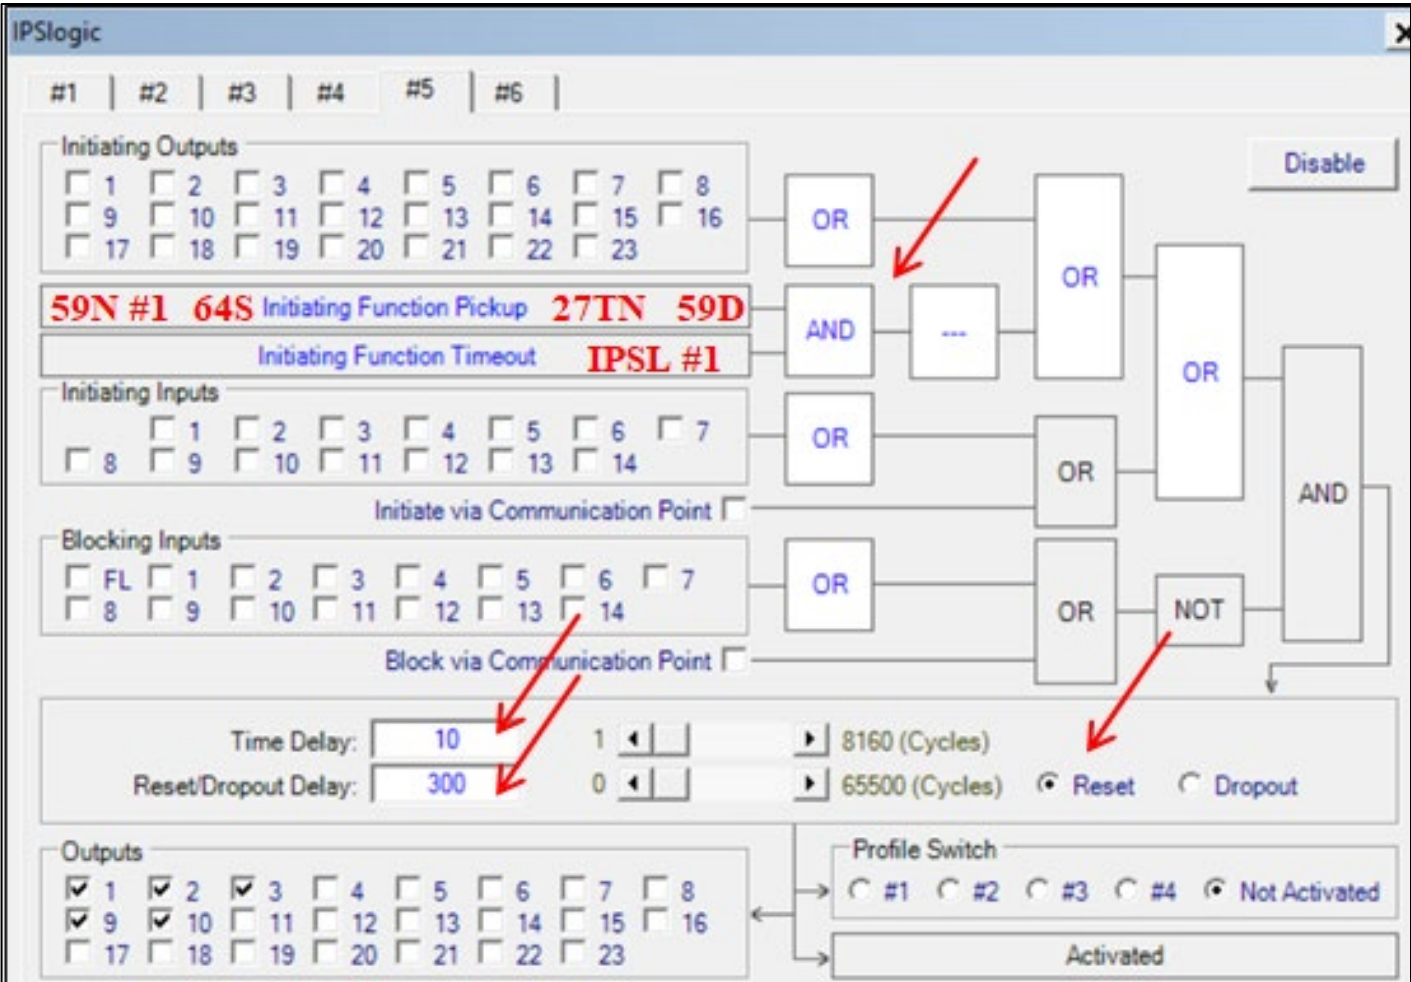 IPSlogic
#1 #2 #3 #4 #5 #6
Initiating Outputs
Disable
1 2 3 4 5 6 7 8
9 10 11 12 13 14 15 16
17 18 19 20 21 22 23
OR
OR
59N #1 64S Initiating Function Pickup 27TN 59D
AND
---
OR
Initiating Function Timeout IPSL #1
Initiating Inputs
1 2 3 4 5 6 7
8 9 10 11 12 13 14
OR
OR
AND
Initiate via Communication Point
Blocking Inputs
FL 1 2 3 4 5 6 7
8 9 10 11 12 13 14
OR
OR
NOT
Block via Communication Point
Time Delay: 10 1 8160 (Cycles)
Reset/Dropout Delay: 300 0 65500 (Cycles) Reset Dropout
Outputs
1 2 3 4 5 6 7 8
9 10 11 12 13 14 15 16
17 18 19 20 21 22 23
Profile Switch
#1 #2 #3 #4 Not Activated
Activated